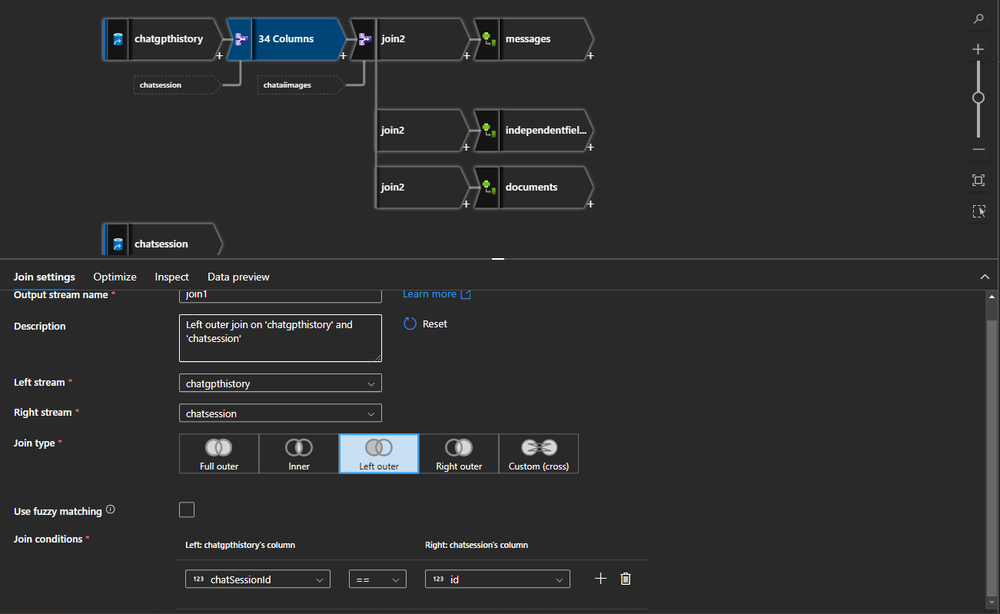 chatgpthistory
34 Columns
join2
messages
+
+
+
+
chatsession
chataiimages
join2
independentfiel...
+
+
join2
documents
+
+
chatsession
Join settings
Optimize
Inspect
Data preview
Output stream name *
join1
Learn more
Description
Left outer join on 'chatgpthistory' and
'chatsession'
Reset
Left stream *
chatgpthistory
Right stream *
chatsession
Join type *
Full outer
Inner
Left outer
Right outer
Custom (cross)
Use fuzzy matching
Join conditions *
Left: chatgpthistory's column
Right: chatsession's column
123 chatSessionId
==
123 id